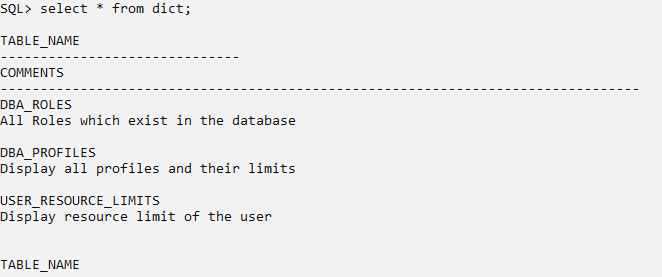 SQL> select * from dict;
TABLE_NAME
------------------------------
COMMENTS
--------------------------------------------------------------------------------
DBA_ROLES
All Roles which exist in the database
DBA_PROFILES
Display all profiles and their limits
USER_RESOURCE_LIMITS
Display resource limit of the user
TABLE_NAME